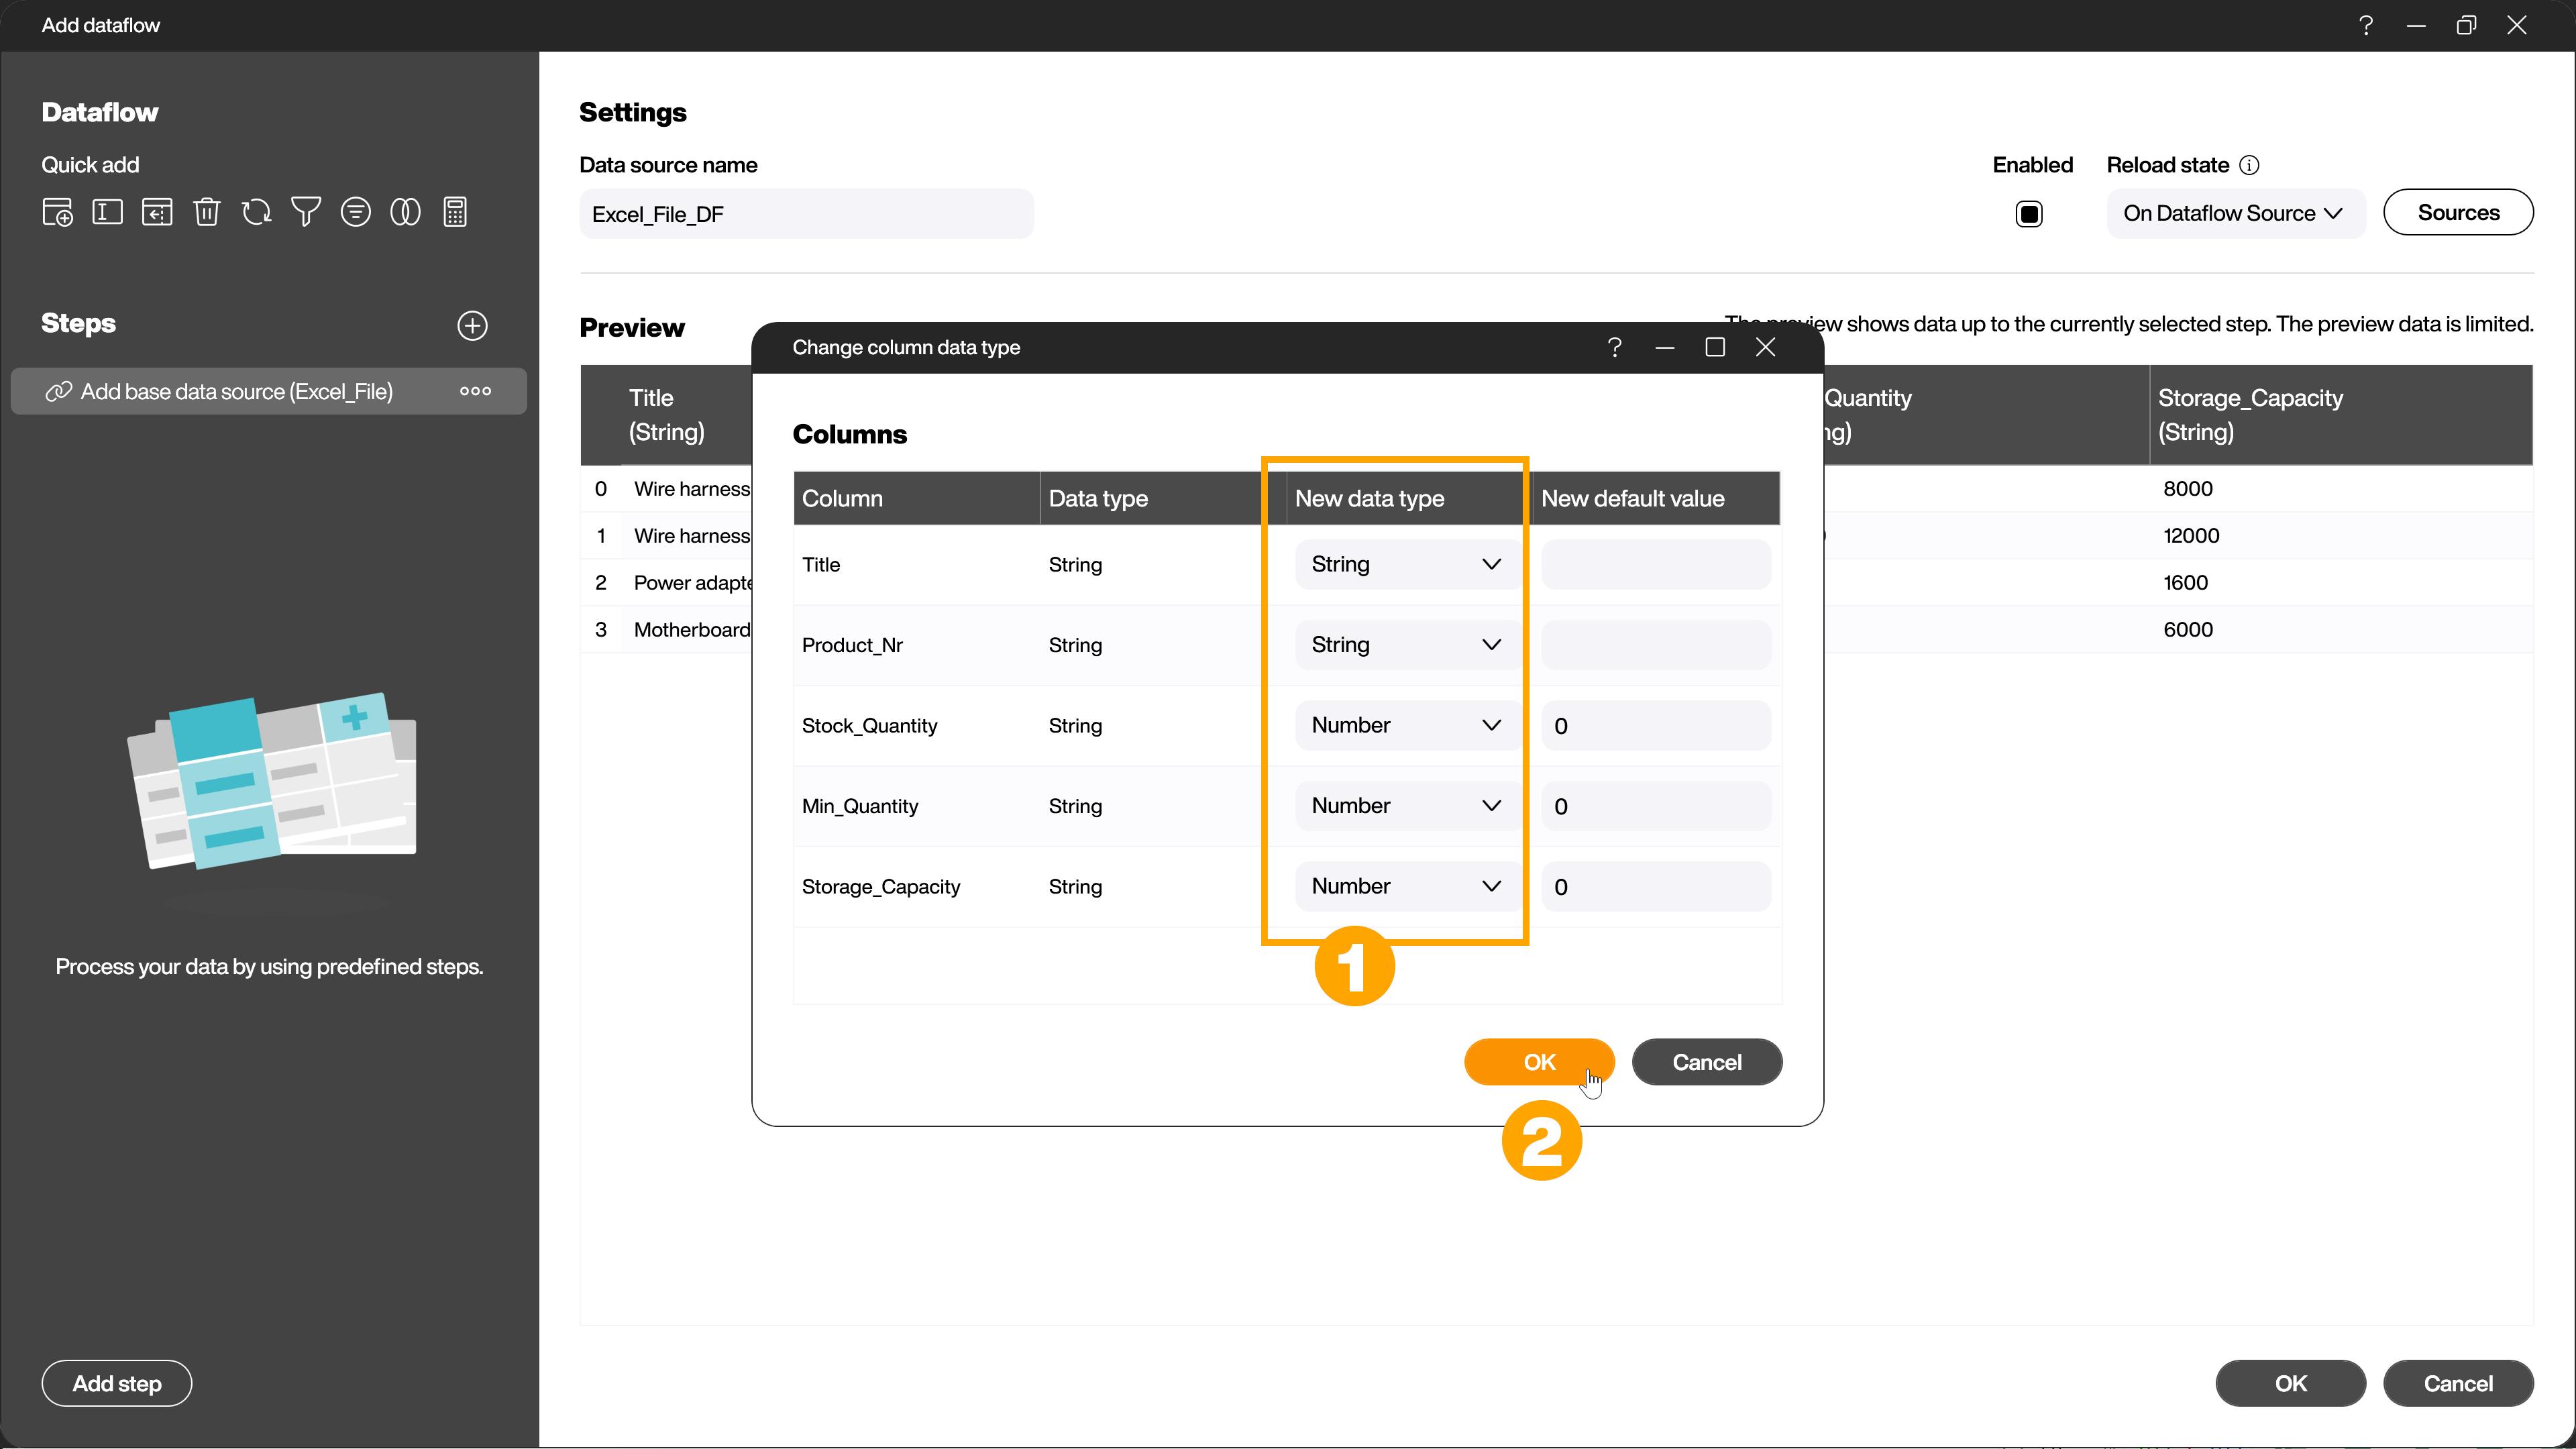 Add dataflow
?
Dataflow
Quick add
Steps
Add base data source (Excel_File)
Process your data by using predefined steps.
Add step
Settings
Data source name
Excel_File_DF
Enabled
Reload state
On Dataflow Source
Sources
Preview
The preview shows data up to the currently selected step. The preview data is limited.
Title
(String)
Quantity
Storage_Capacity
(String)
0 Wire harness 8000
1 Wire harness 12000
2 Power adapte 1600
3 Motherboard 6000
Change column data type
?
Columns
Column Data type New data type New default value
Title String String
Product_Nr String String
Stock_Quantity String Number 0
Min_Quantity String Number 0
Storage_Capacity String Number 0
1
OK Cancel
2
OK Cancel